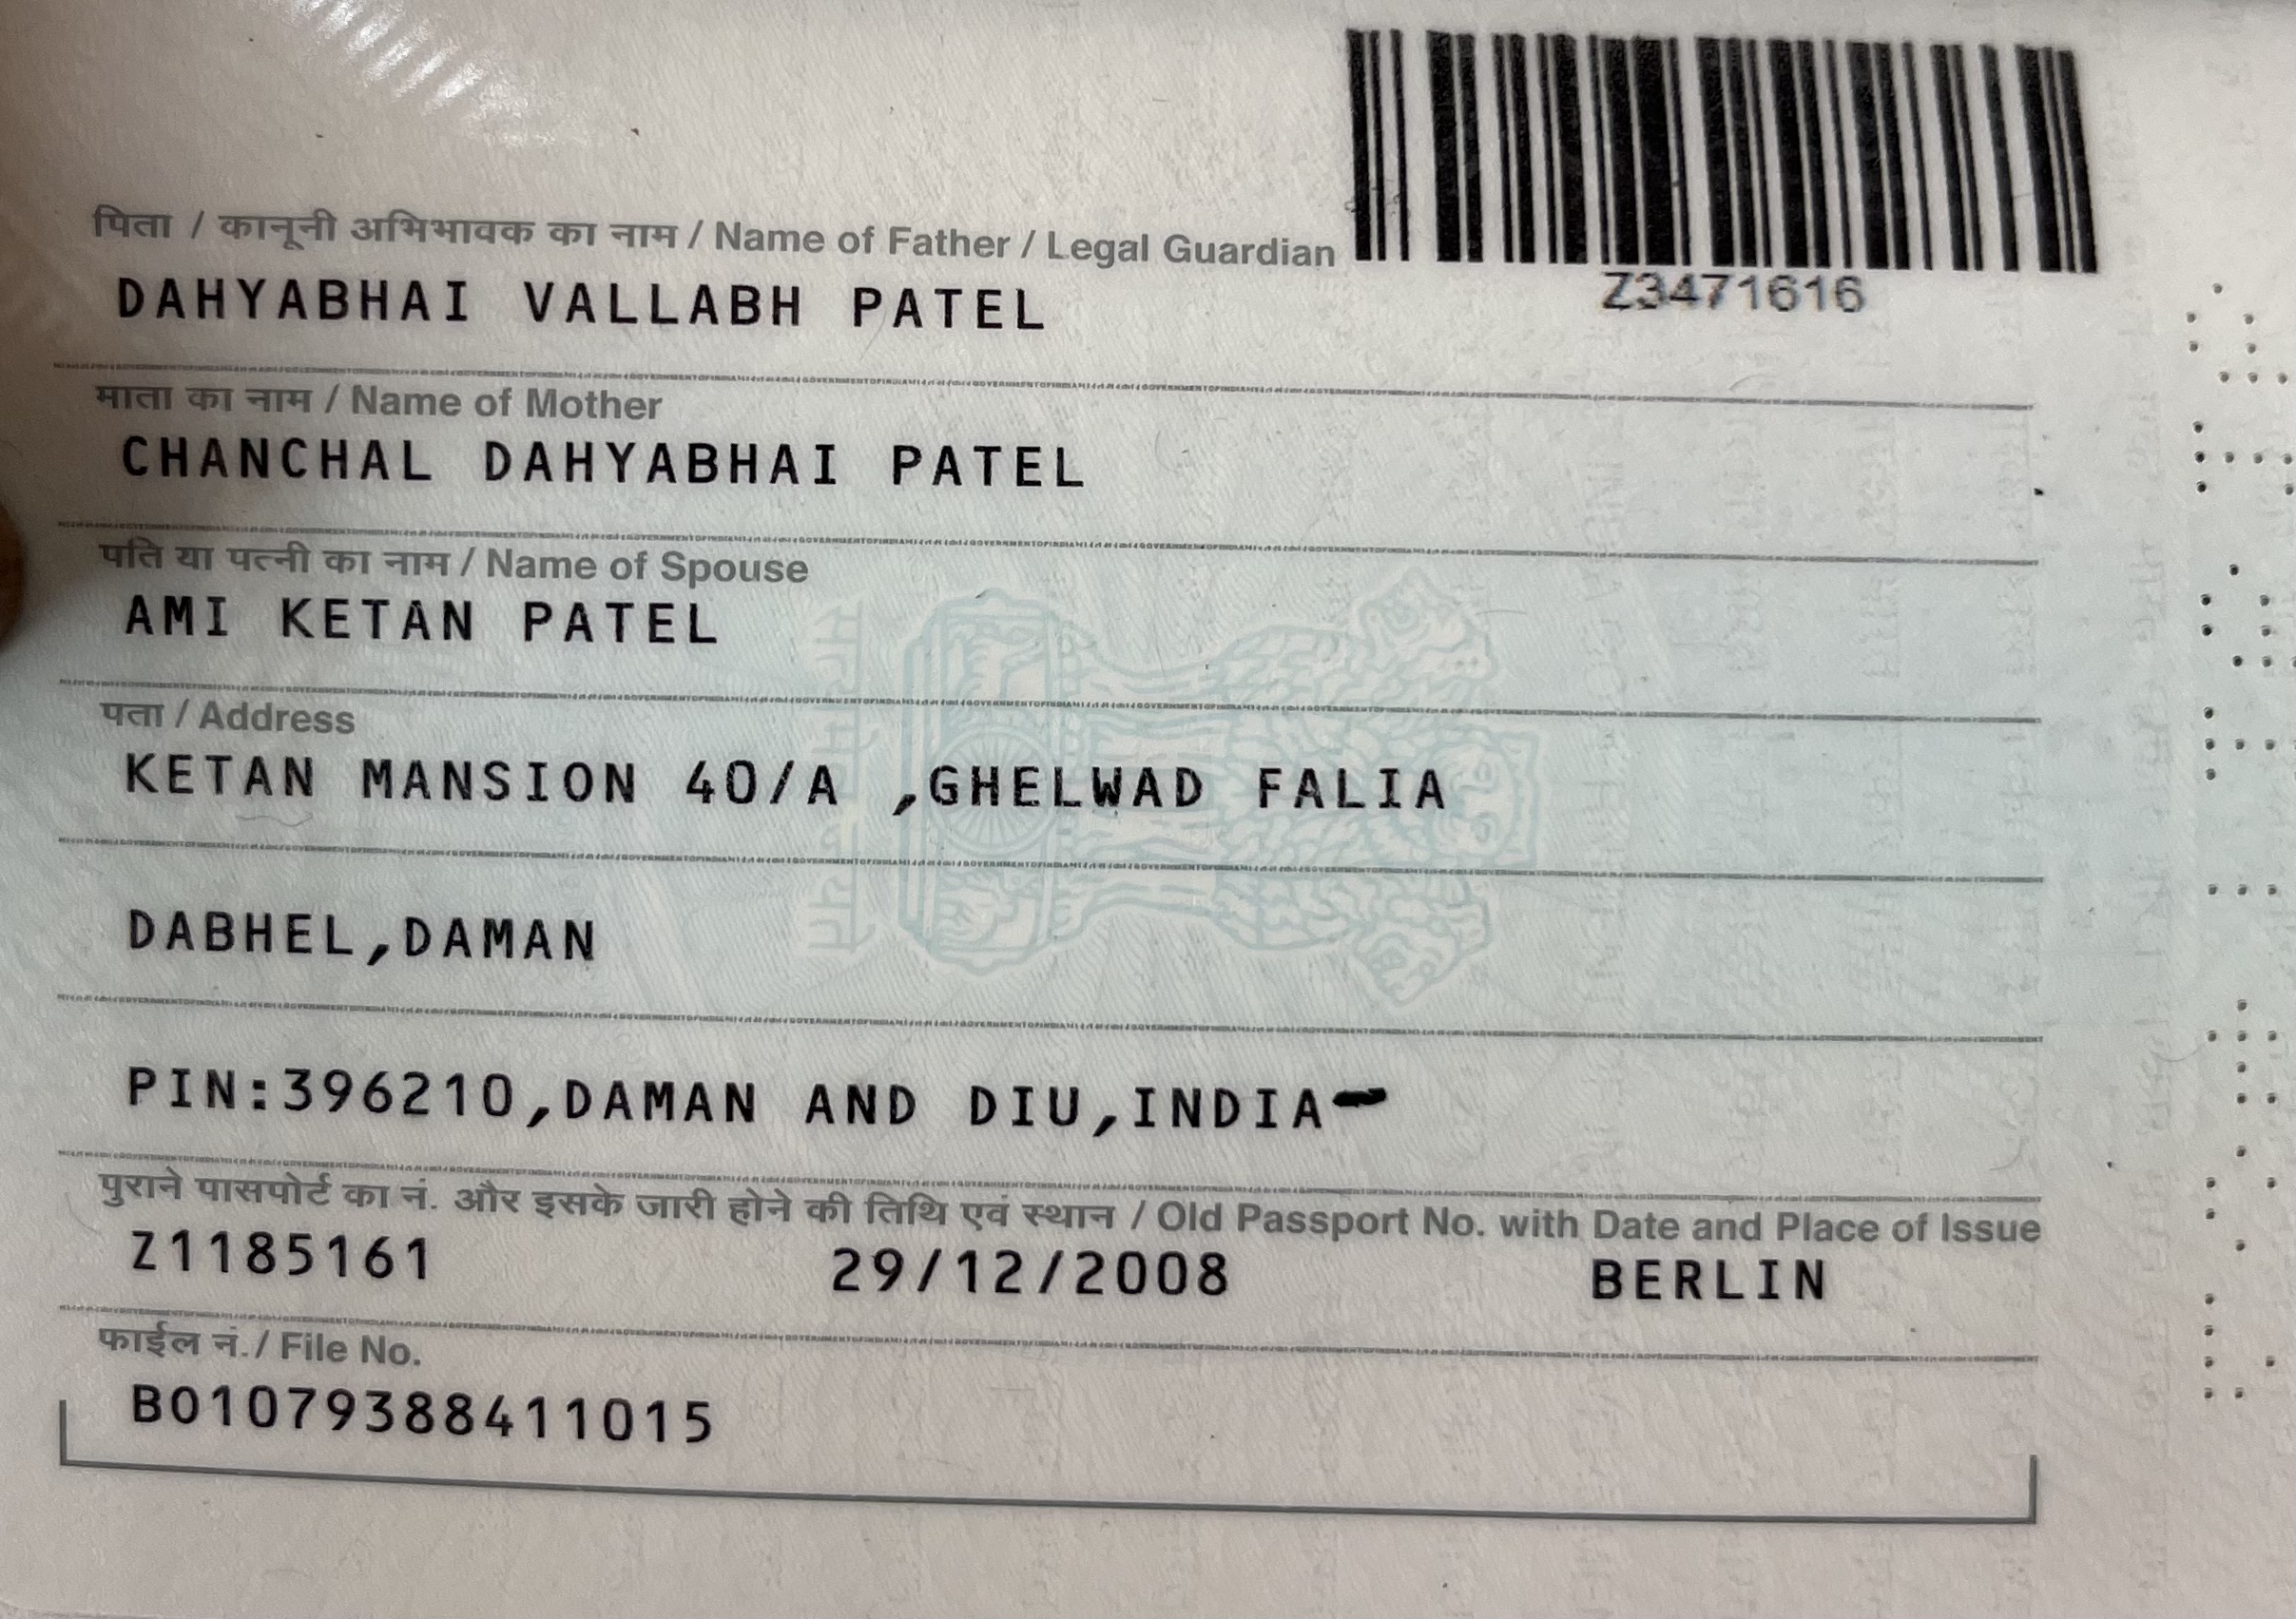 Z3471616
पिता / कानूनी अभिभावक का नाम / Name of Father / Legal Guardian
DAHYABHAI VALLABH PATEL
माता का नाम / Name of Mother
CHANCHAL DAHYABHAI PATEL
पति या पत्नी का नाम / Name of Spouse
AMI KETAN PATEL
पता / Address
KETAN MANSION 40/A ,GHELWAD FALIA
DABHEL,DAMAN
PIN:396210,DAMAN AND DIU,INDIA
पुराने पासपोर्ट का नं. और इसके जारी होने की तिथि एवं स्थान / Old Passport No. with Date and Place of Issue
Z1185161 29/12/2008 BERLIN
फाईल नं. / File No.
B01079388411015